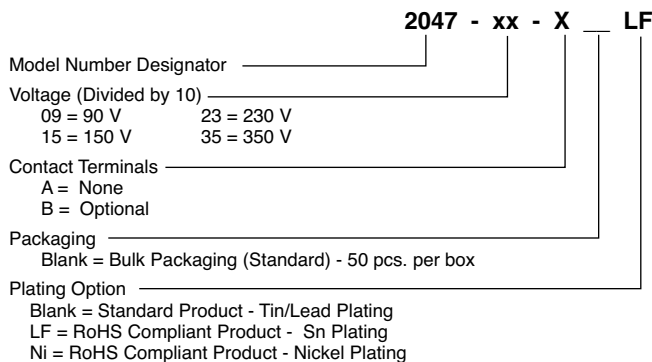 2047 - xx - X __ LF
Model Number Designator
Voltage (Divided by 10)
09 = 90 V 23 = 230 V
15 = 150 V 35 = 350 V
Contact Terminals
A = None
B = Optional
Packaging
Blank = Bulk Packaging (Standard) - 50 pcs. per box
Plating Option
Blank = Standard Product - Tin/Lead Plating
LF = RoHS Compliant Product - Sn Plating
Ni = RoHS Compliant Product - Nickel Plating